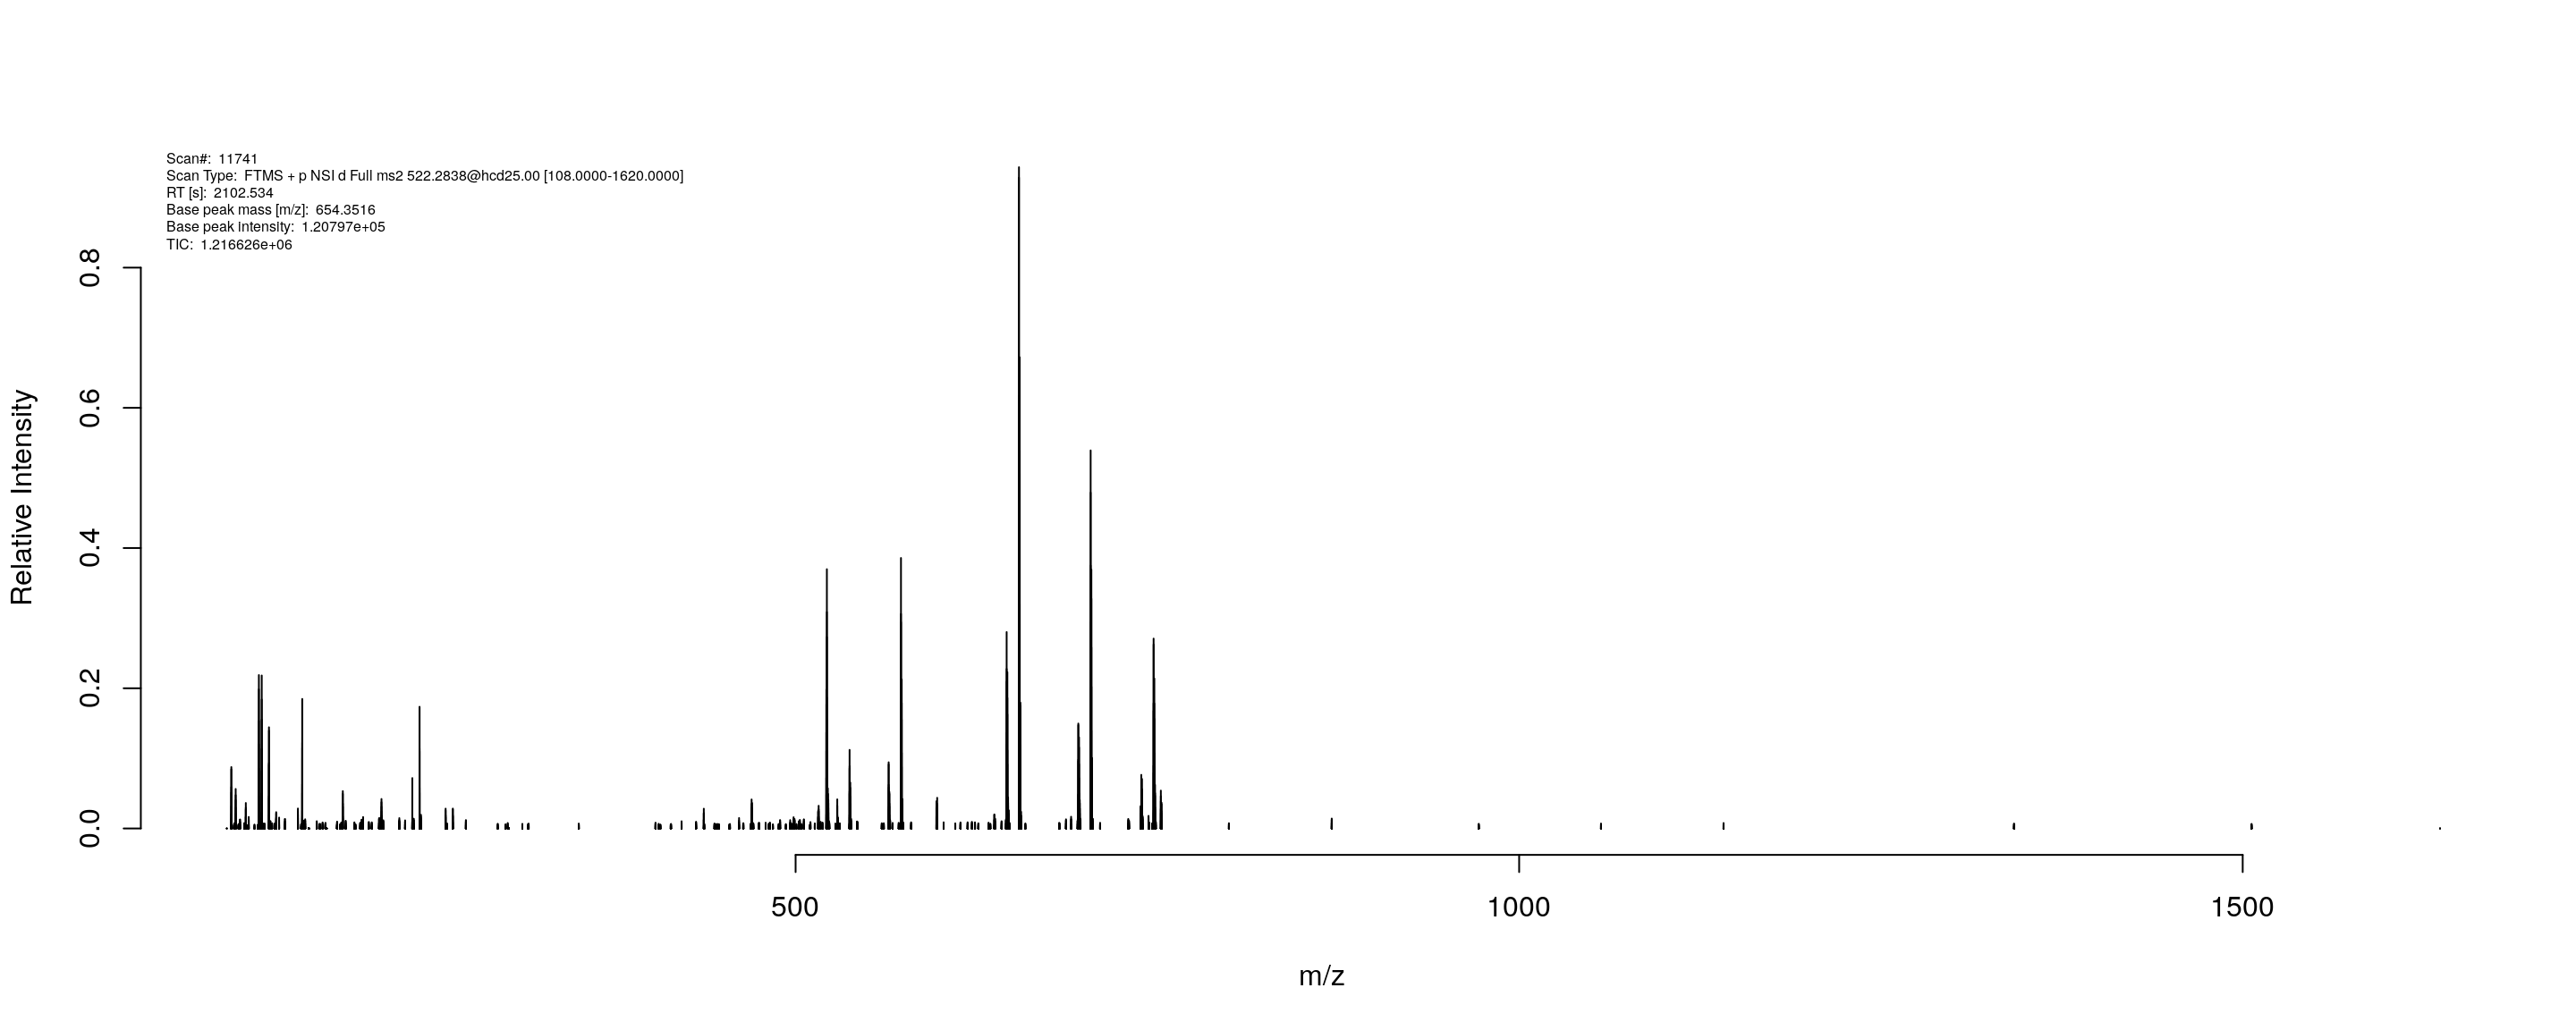 Scan#: 11741
Scan Type: FTMS + p NSI d Full ms2 522.2838@hcd25.00 [108.0000-1620.0000]
RT [s]: 2102.534
Base peak mass [m/z]: 654.3516
Base peak intensity: 1.20797e+05
TIC: 1.216626e+06
0.8
0.6
0.4
0.2
0.0
Relative Intensity
500
1000
1500
m/z